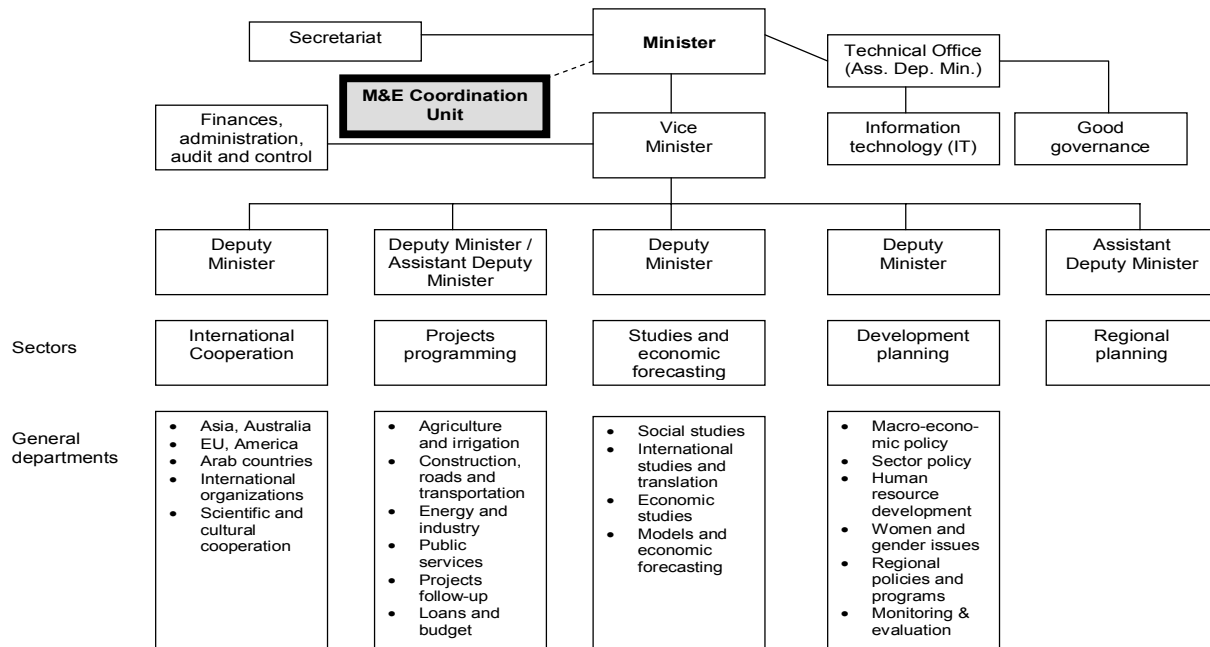 Secretariat
Minister
Technical Office
(Ass. Dep. Min.)
M&E Coordination
Unit
Finances,
administration,
audit and control
Vice
Minister
Information
technology (IT)
Good
governance
Deputy
Minister
Deputy Minister /
Assistant Deputy
Minister
Deputy
Minister
Deputy
Minister
Assistant
Deputy Minister
Sectors
International
Cooperation
Projects
programming
Studies and
economic
forecasting
Development
planning
Regional
planning
General
departments
• Asia, Australia
• EU, America
• Arab countries
• International
organizations
• Scientific and
cultural
cooperation
• Agriculture
and irrigation
• Construction,
roads and
transportation
• Energy and
industry
• Public
services
• Projects
follow-up
• Loans and
budget
• Social studies
• International
studies and
translation
• Economic
studies
• Models and
economic
forecasting
• Macro-econo-
mic policy
• Sector policy
• Human
resource
development
• Women and
gender issues
• Regional
policies and
programs
• Monitoring &
evaluation